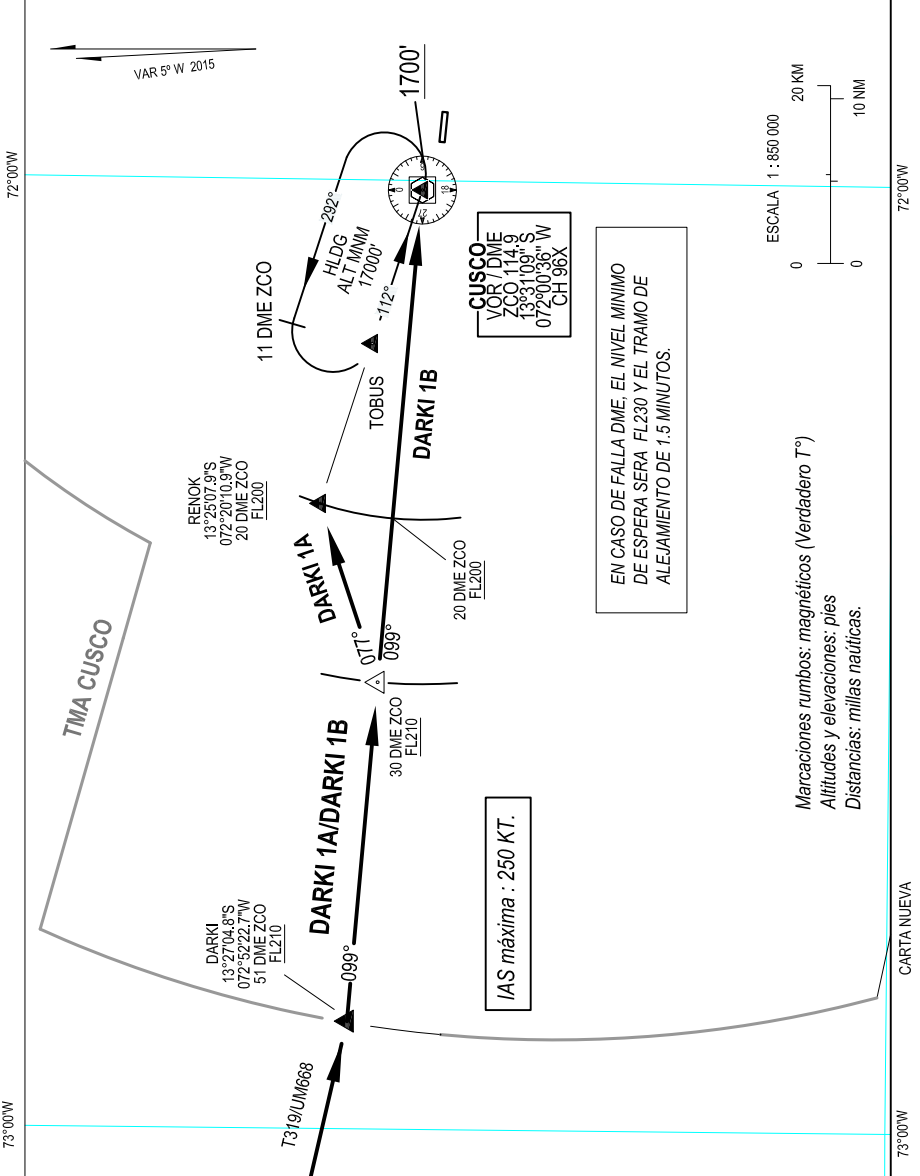 VAR 5º W 2015
1700'
72°00'W
292°
HLDG
ALT MNM
17000'
112°
11 DME ZCO
TOBUS
0
18
27
CUSCO
VOR / DME
ZCO 114.9
13°31'09" S
072°00'36" W
CH 96X
ESCALA 1 : 850 000
20 KM
10 NM
0
0
72°00'W
RENOK
13°25'07.9"S
072°20'10.9"W
20 DME ZCO
FL200
DARKI 1A
DARKI 1B
077°
099°
20 DME ZCO
FL200
EN CASO DE FALLA DME, EL NIVEL MINIMO
DE ESPERA SERA FL230 Y EL TRAMO DE
ALEJAMIENTO DE 1.5 MINUTOS.
TMA CUSCO
30 DME ZCO
FL210
DARKI 1A/DARKI 1B
DARKI
13°27'04.8"S
072°52'22.7"W
51 DME ZCO
FL210
099°
IAS máxima : 250 KT.
Marcaciones rumbos: magnéticos (Verdadero T°)
Altitudes y elevaciones: pies
Distancias: millas naúticas.
T319/UM668
73°00'W
73°00'W
CARTA NUEVA